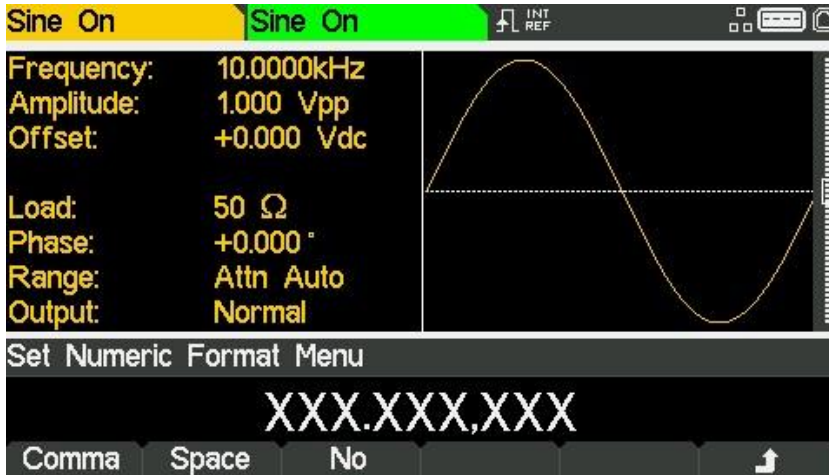 Sine On
Sine On
INT
REF
Frequency: 10.0000kHz
Amplitude: 1.000 Vpp
Offset: +0.000 Vdc
Load: 50 Ω
Phase: +0.000°
Range: Attn Auto
Output: Normal
Set Numeric Format Menu
XXX.XXX,XXX
Comma Space No